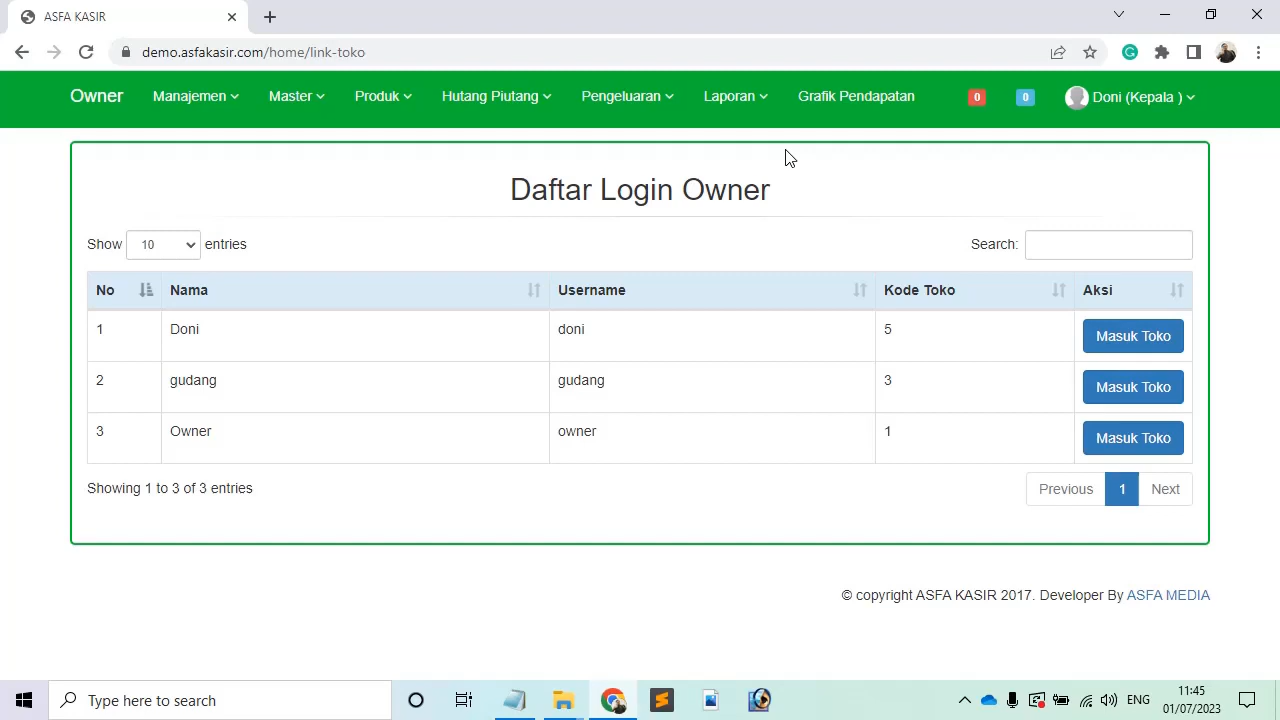 ASFA KASIR
demo.asfakasir.com/home/link-toko
Owner Manajemen Master Produk Hutang Piutang Pengeluaran Laporan Grafik Pendapatan 0 0 Doni (Kepala )
Daftar Login Owner
Show 10 entries Search:
No Nama Username Kode Toko Aksi
1 Doni doni 5 Masuk Toko
2 gudang gudang 3 Masuk Toko
3 Owner owner 1 Masuk Toko
Showing 1 to 3 of 3 entries Previous 1 Next
© copyright ASFA KASIR 2017. Developer By ASFA MEDIA
Type here to search
ENG
11:45
01/07/2023